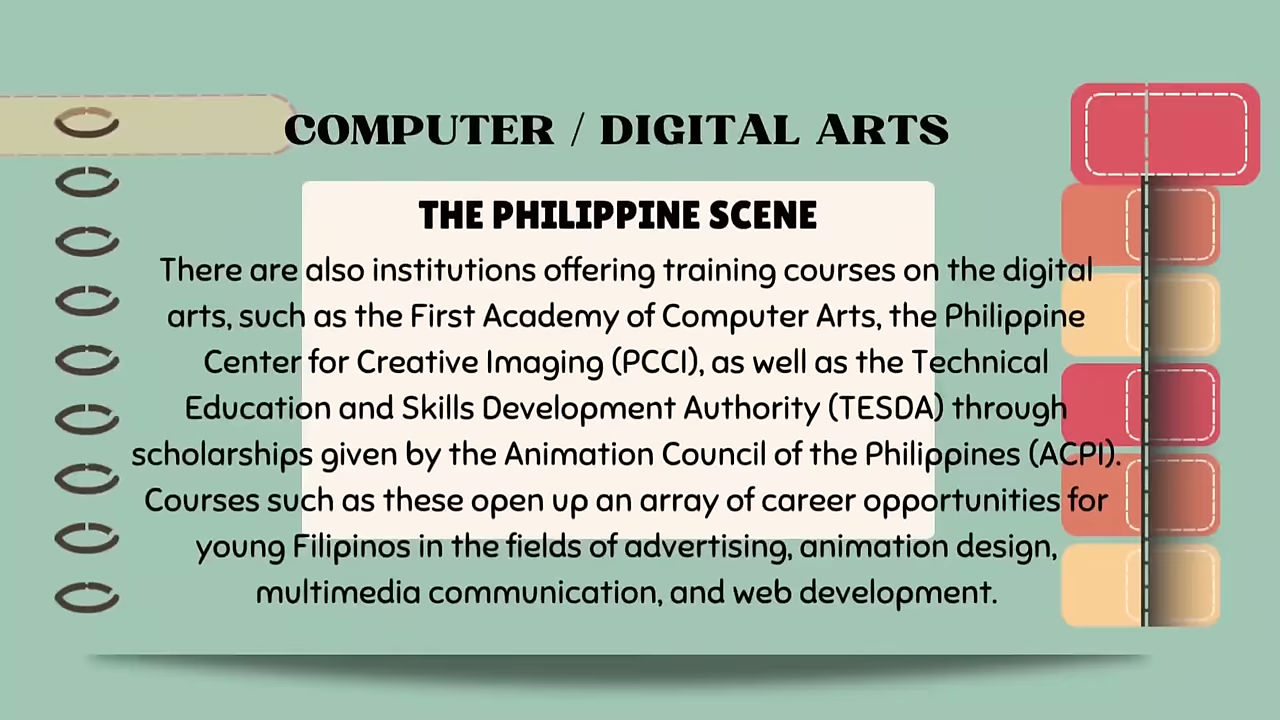 COMPUTER / DIGITAL ARTS
THE PHILIPPINE SCENE
There are also institutions offering training courses on the digital
arts, such as the First Academy of Computer Arts, the Philippine
Center for Creative Imaging (PCCI), as well as the Technical
Education and Skills Development Authority (TESDA) through
scholarships given by the Animation Council of the Philippines (ACPI).
Courses such as these open up an array of career opportunities for
young Filipinos in the fields of advertising, animation design,
multimedia communication, and web development.